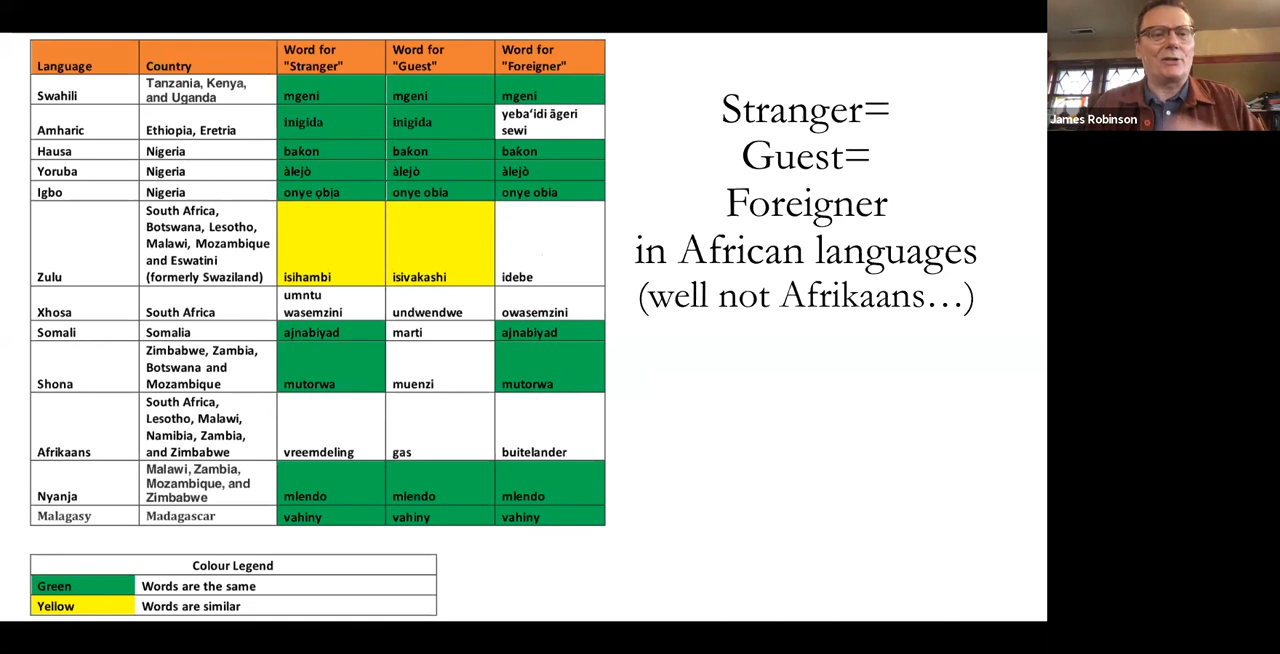 Language Country Word for "Stranger" Word for "Guest" Word for "Foreigner"
Swahili Tanzania, Kenya, and Uganda mgeni mgeni mgeni
Amharic Ethiopia, Eretria inigida inigida yeba'idi āgeri sewi
Hausa Nigeria baƙon baƙon baƙon
Yoruba Nigeria àlejò àlejò àlejò
Igbo Nigeria onye ọbịa onye obia onye obia
Zulu South Africa, Botswana, Lesotho, Malawi, Mozambique and Eswatini (formerly Swaziland) isihambi isivakashi idebe
Xhosa South Africa umntu wasemzini undwendwe owasemzini
Somali Somalia ajnabiyad marti ajnabiyad
Shona Zimbabwe, Zambia, Botswana and Mozambique mutorwa muenzi mutorwa
Afrikaans South Africa, Lesotho, Malawi, Namibia, Zambia, and Zimbabwe vreemdeling gas buitelander
Nyanja Malawi, Zambia, Mozambique, and Zimbabwe mlendo mlendo mlendo
Malagasy Madagascar vahiny vahiny vahiny
Colour Legend
Green Words are the same
Yellow Words are similar
Stranger=
Guest=
Foreigner
in African languages
(well not Afrikaans…)
James Robinson